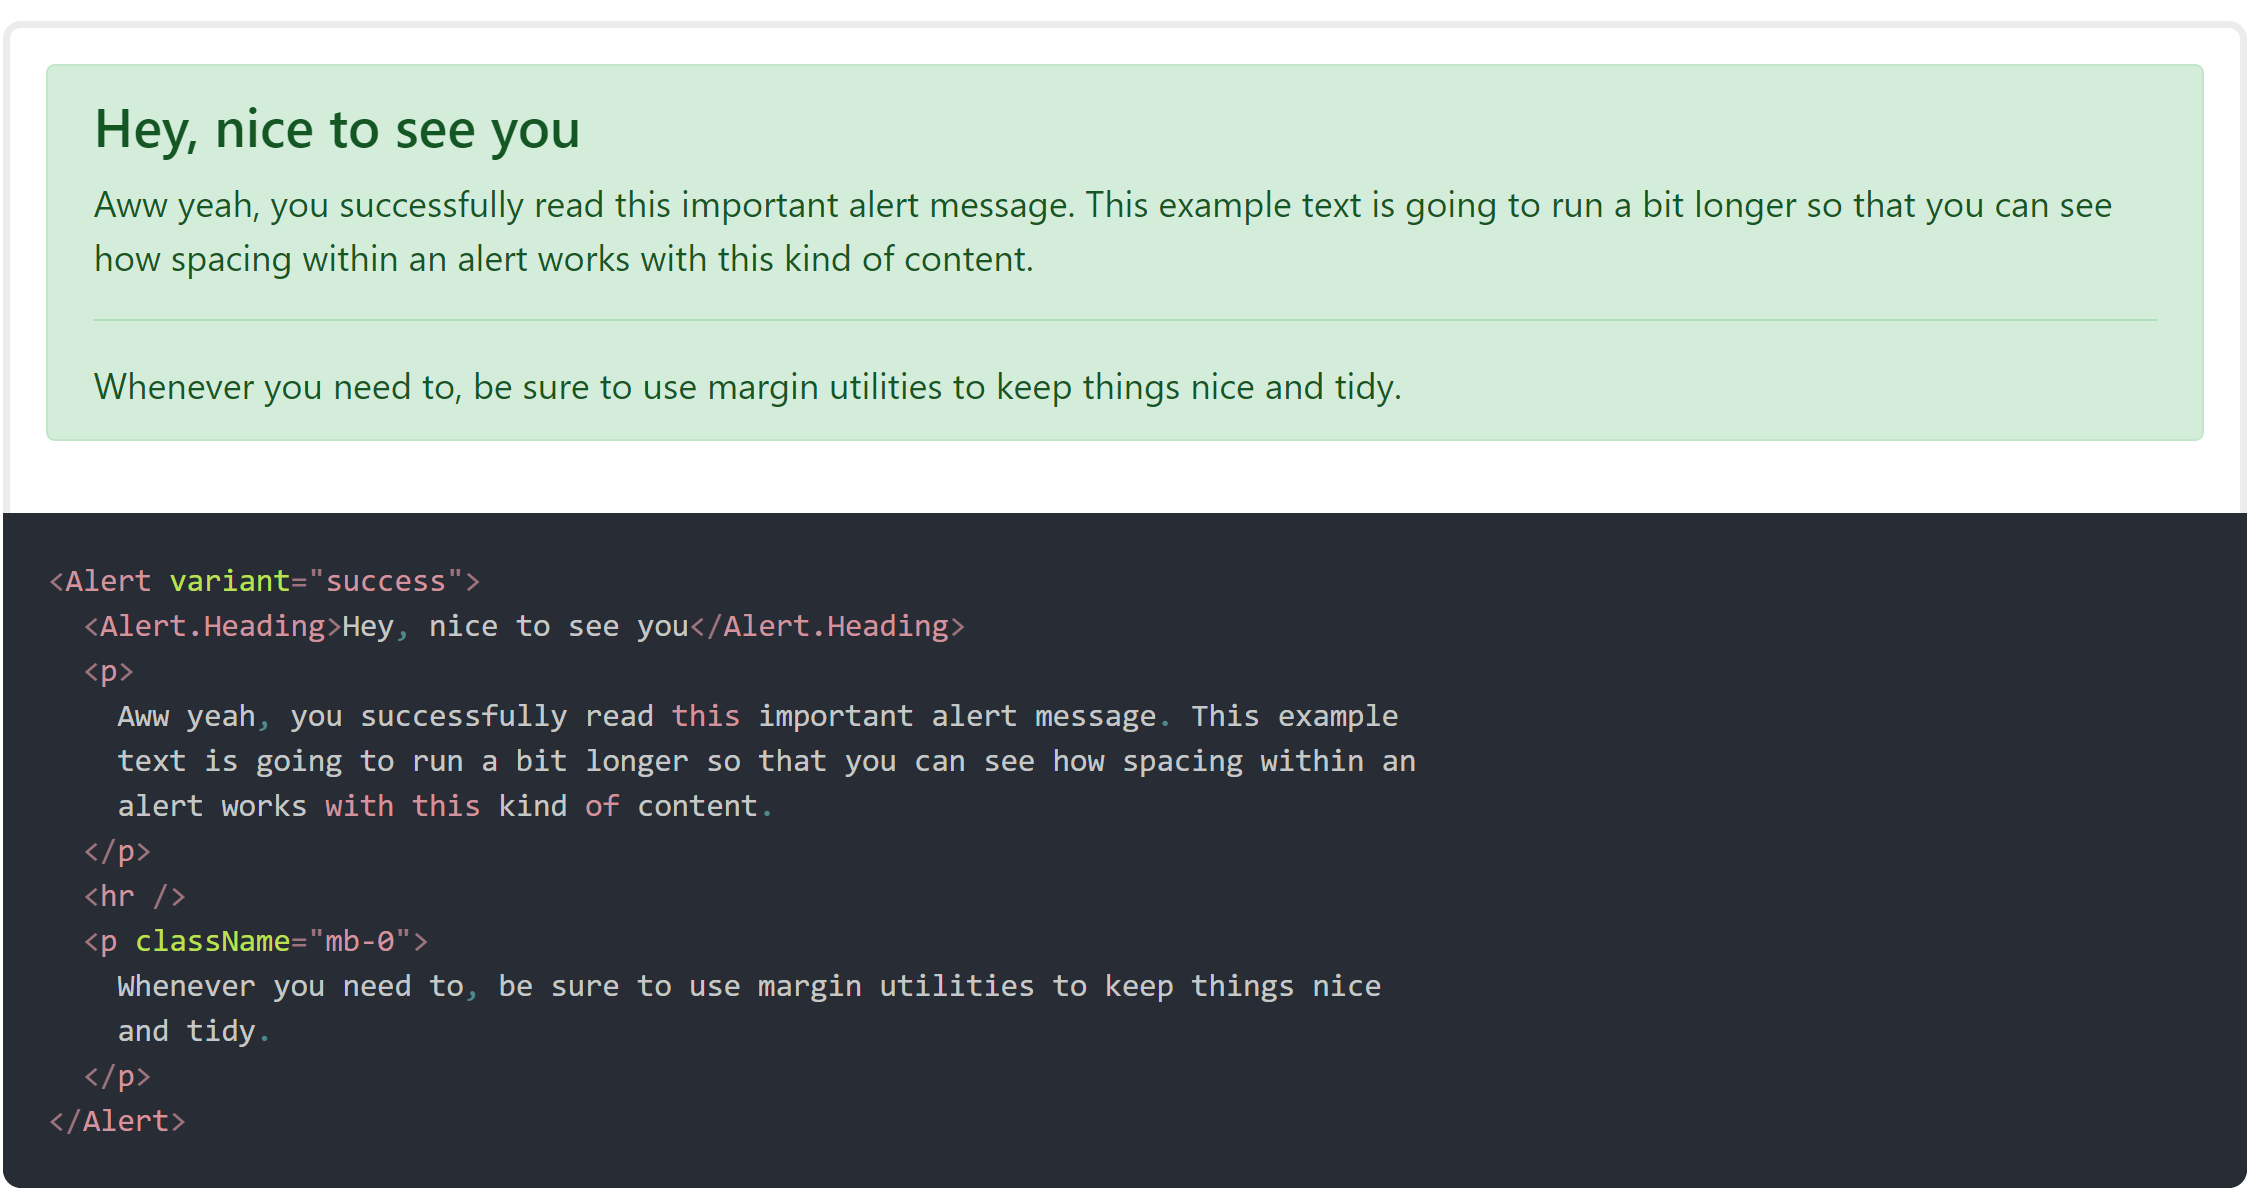 Hey, nice to see you
Aww yeah, you successfully read this important alert message. This example text is going to run a bit longer so that you can see
how spacing within an alert works with this kind of content.
Whenever you need to, be sure to use margin utilities to keep things nice and tidy.
<Alert variant="success">
  <Alert.Heading>Hey, nice to see you</Alert.Heading>
  <p>
    Aww yeah, you successfully read this important alert message. This example
    text is going to run a bit longer so that you can see how spacing within an
    alert works with this kind of content.
  </p>
  <hr />
  <p className="mb-0">
    Whenever you need to, be sure to use margin utilities to keep things nice
    and tidy.
  </p>
</Alert>